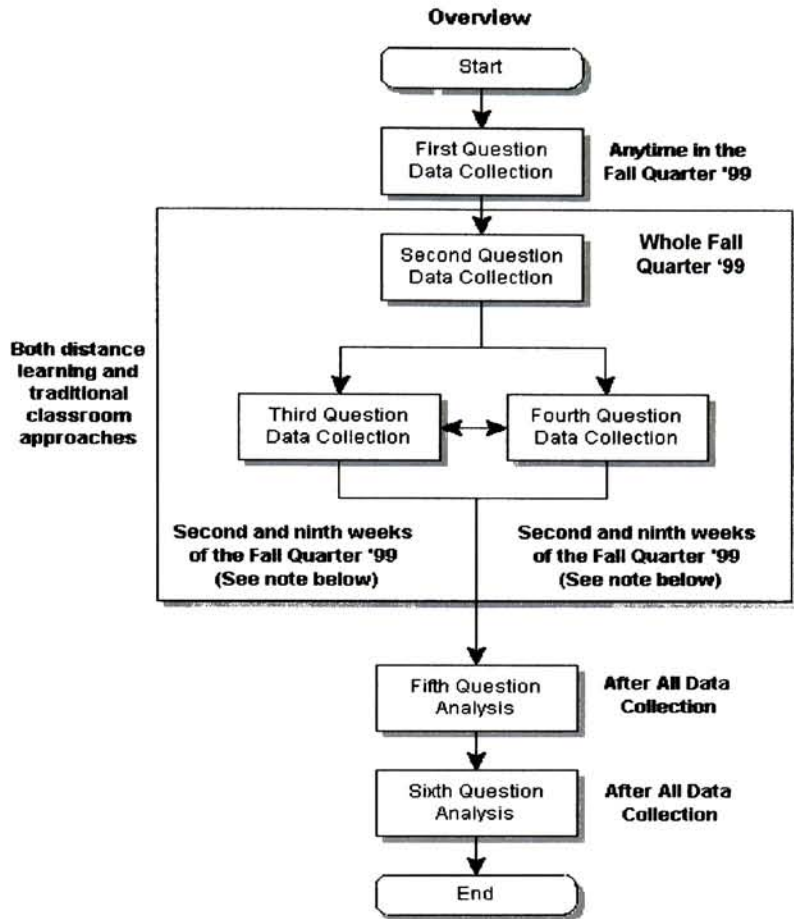 Overview
Start
First Question
Data Collection
Anytime in the
Fall Quarter '99
Second Question
Data Collection
Whole Fall
Quarter '99
Both distance
learning and
traditional
classroom
approaches
Third Question
Data Collection
Fourth Question
Data Collection
Second and ninth weeks
of the Fall Quarter '99
(See note below)
Second and ninth weeks
of the Fall Quarter '99
(See note below)
Fifth Question
Analysis
After All Data
Collection
Sixth Question
Analysis
After All Data
Collection
End